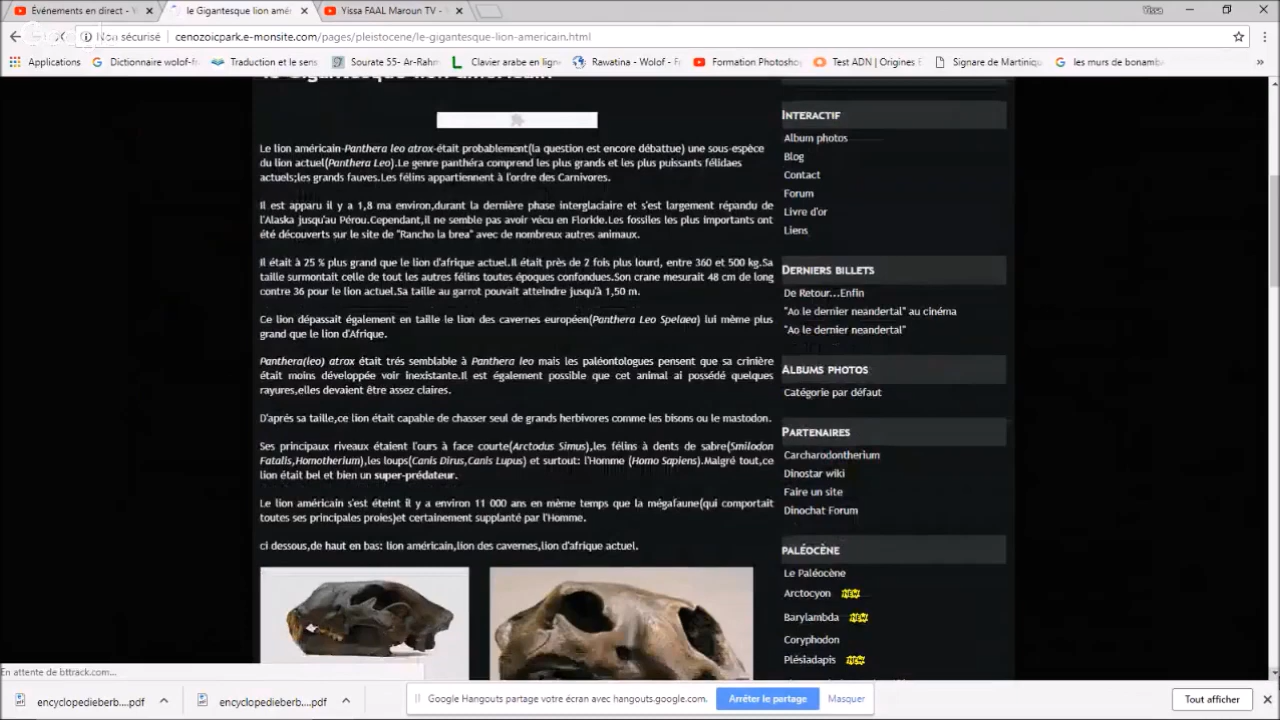 Événements en direct - 
le Gigantesque lion amér
Yissa FAAL Maroun TV -
Yissa
Non sécurisé
cenozoicpark.e-monsite.com/pages/pleistocene/le-gigantesque-lion-americain.html
Applications
Dictionnaire wolof-fr
Traduction et le sens
Sourate 55- Ar-Rahm
Clavier arabe en ligne
Rawatina - Wolof - Fr
Formation Photoshop
Test ADN | Origines E
Signare de Martiniqu
les murs de bonamb
»
INTERACTIF
Album photos
Blog
Contact
Forum
Livre d'or
Liens
DERNIERS BILLETS
De Retour...Enfin
"Ao le dernier neandertal" au cinéma
"Ao le dernier neandertal"
ALBUMS PHOTOS
Catégorie par défaut
PARTENAIRES
Carcharodontherium
Dinostar wiki
Faire un site
Dinochat Forum
PALÉOCÈNE
Le Paléocène
Arctocyon NEW
Barylambda NEW
Coryphodon
Plésiadapis NEW
Le lion américain-Panthera leo atrox-était probablement(la question est encore débattue) une sous-espèce
du lion actuel(Panthera Leo).Le genre panthéra comprend les plus grands et les plus puissants félidaes
actuels;les grands fauves.Les félins appartiennent à l'ordre des Carnivores.
Il est apparu il y a 1,8 ma environ,durant la dernière phase interglaciaire et s'est largement répandu de
l'Alaska jusqu'au Pérou.Cependant,il ne semble pas avoir vécu en Floride.Les fossiles les plus importants ont
été découverts sur le site de "Rancho la brea" avec de nombreux autres animaux.
Il était à 25 % plus grand que le lion d'afrique actuel.Il était près de 2 fois plus lourd, entre 360 et 500 kg.Sa
taille surmontait celle de tout les autres félins toutes époques confondues.Son crane mesurait 48 cm de long
contre 36 pour le lion actuel.Sa taille au garrot pouvait atteindre jusqu'à 1,50 m.
Ce lion dépassait également en taille le lion des cavernes européen(Panthera Leo Spelaea) lui même plus
grand que le lion d'Afrique.
Panthera(leo) atrox était trés semblable à Panthera leo mais les paléontologues pensent que sa crinière
était moins développée voir inexistante.Il est également possible que cet animal ai possédé quelques
rayures,elles devaient être assez claires.
D'aprés sa taille,ce lion était capable de chasser seul de grands herbivores comme les bisons ou le mastodon.
Ses principaux riveaux étaient l'ours à face courte(Arctodus Simus),les félins à dents de sabre(Smilodon
Fatalis,Homotherium),les loups(Canis Dirus,Canis Lupus) et surtout: l'Homme (Homo Sapiens).Malgré tout,ce
lion était bel et bien un super-prédateur.
Le lion américain s'est éteint il y a environ 11 000 ans en même temps que la mégafaune(qui comportait
toutes ses principales proies)et certainement supplanté par l'Homme.
ci dessous,de haut en bas: lion américain,lion des cavernes,lion d'afrique actuel.
En attente de bttrack.com...
encyclopedieberb....pdf
encyclopedieberb....pdf
Google Hangouts partage votre écran avec hangouts.google.com.
Arrêter le partage
Masquer
Tout afficher